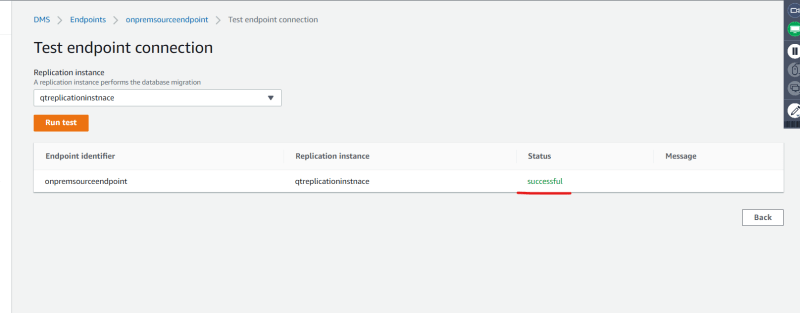 DMS > Endpoints > onpremsourceendpoint > Test endpoint connection
Test endpoint connection
Replication instance
A replication instance performs the database migration
qtreplicationinstnace
Run test
Endpoint identifier Replication instance Status Message
onpremsourceendpoint qtreplicationinstnace successful
Back